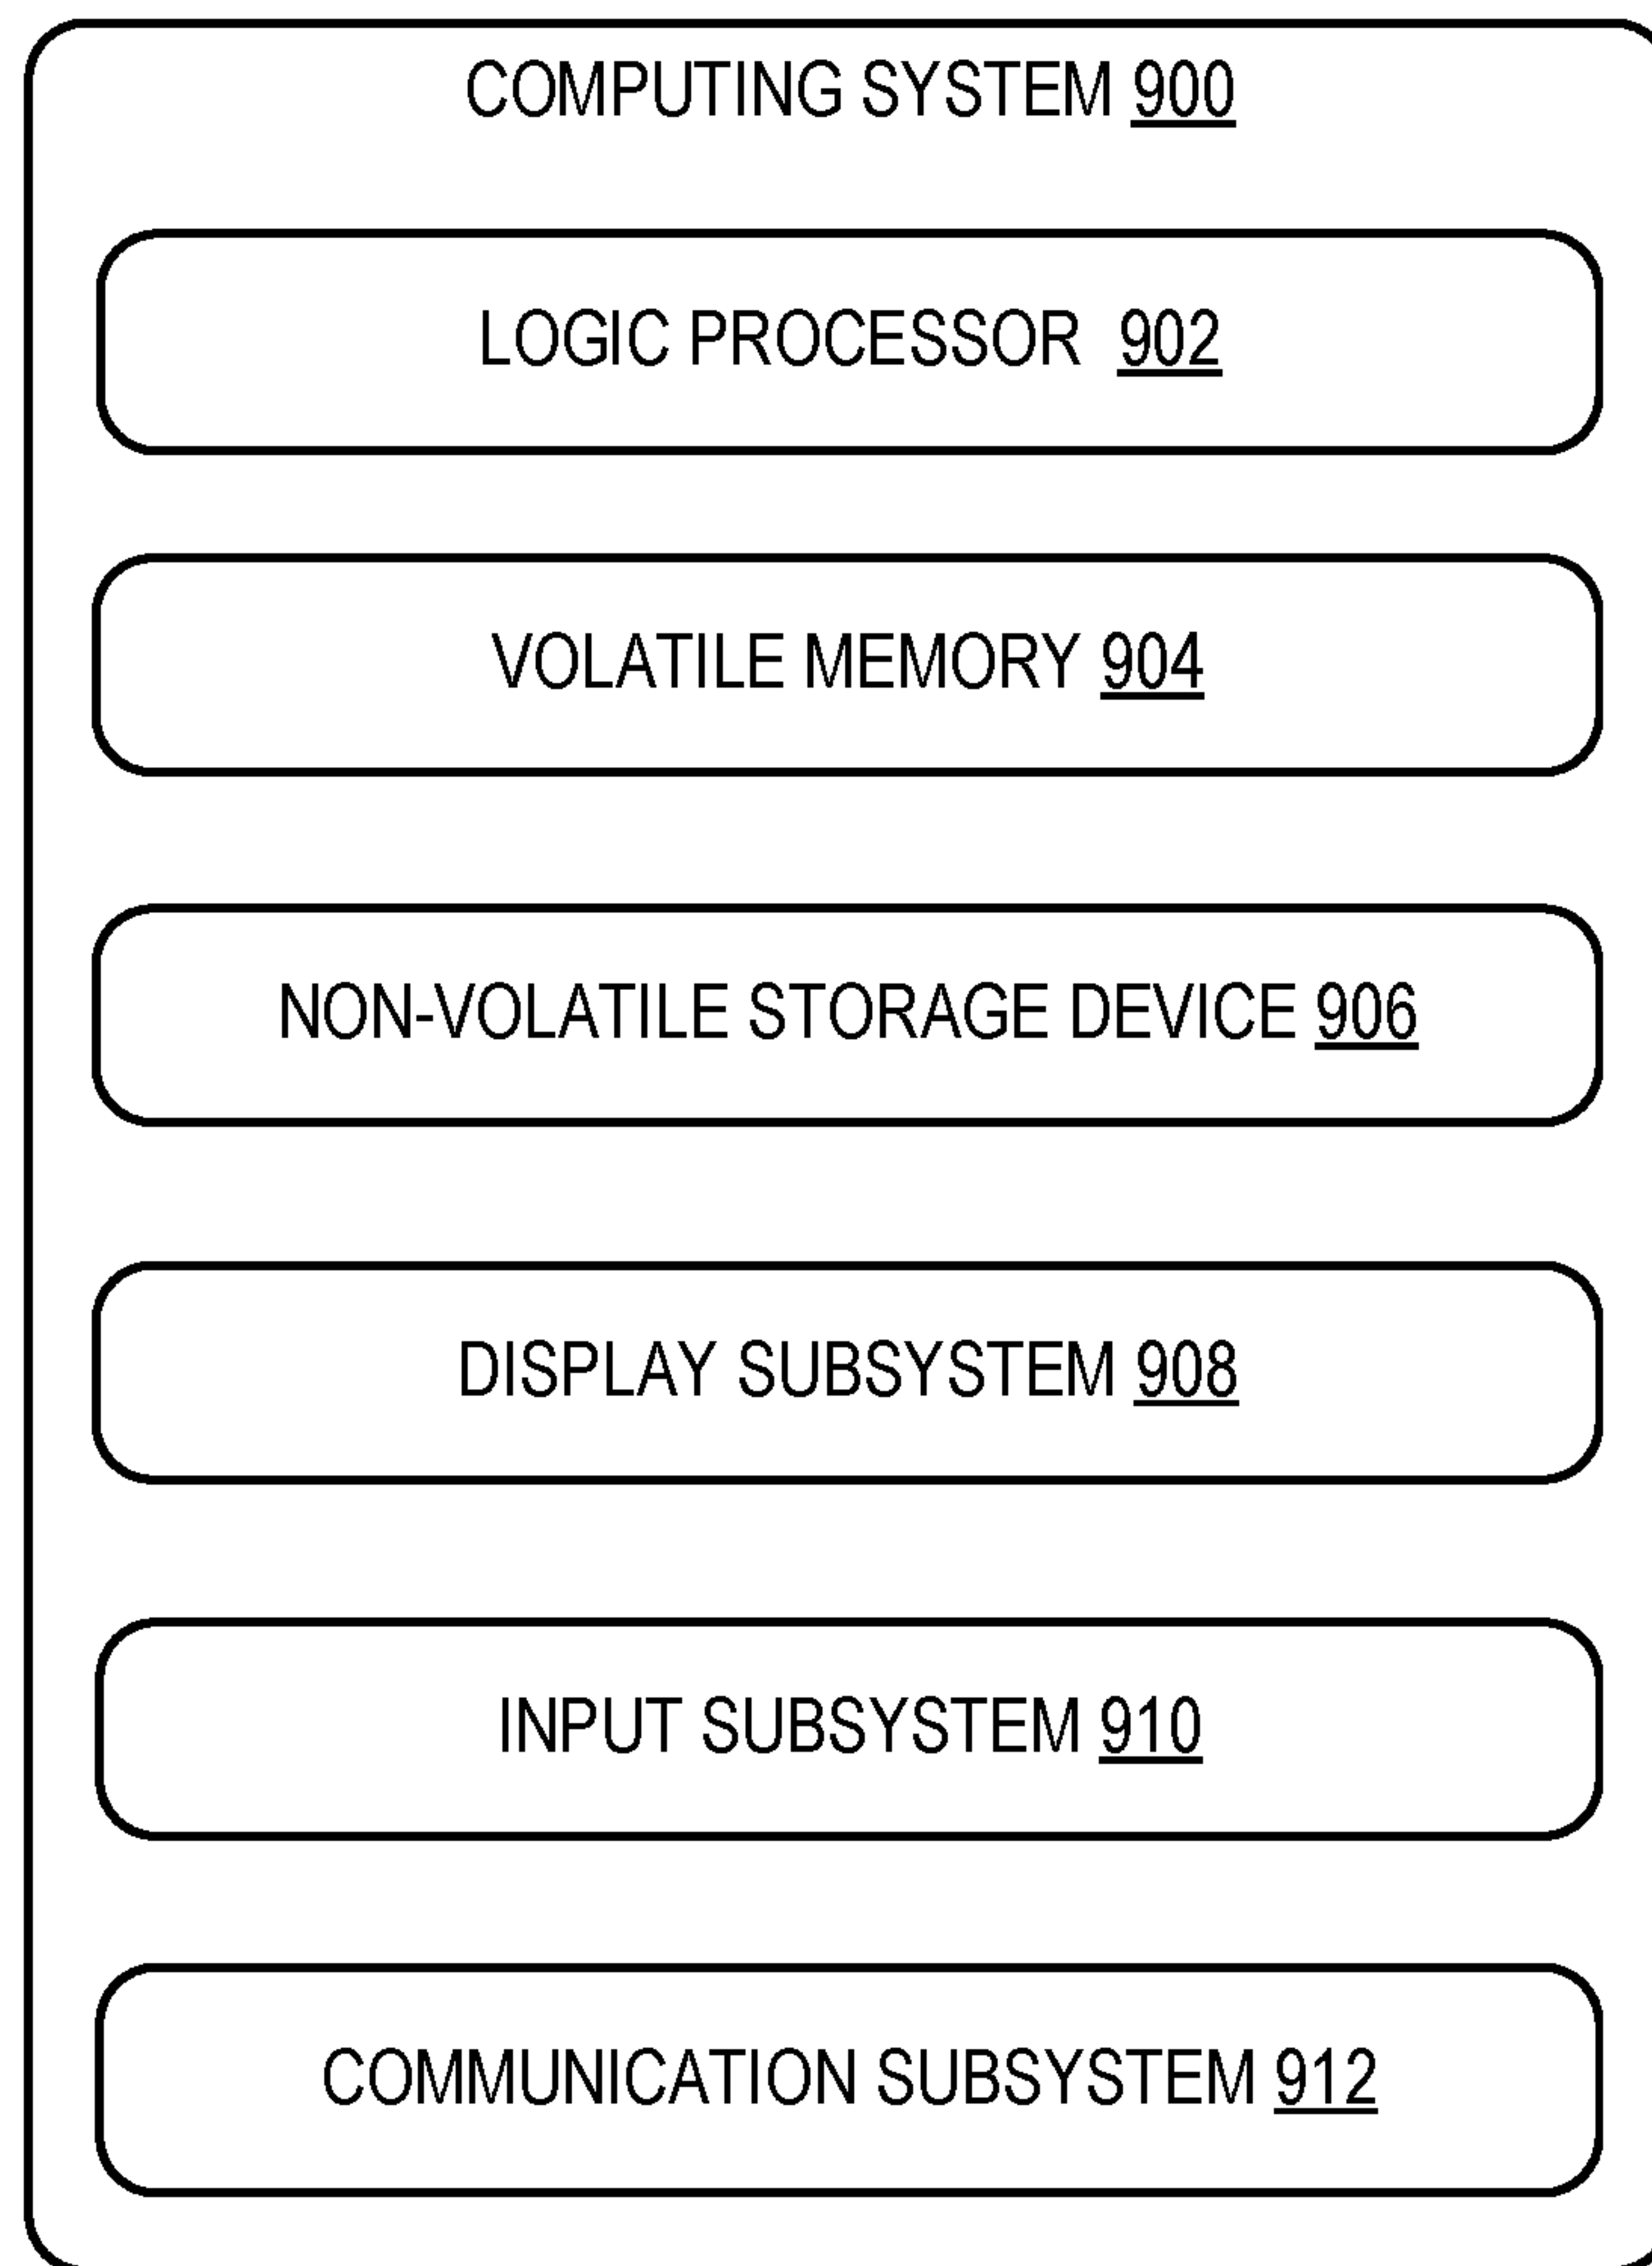 COMPUTING SYSTEM 900
LOGIC PROCESSOR 902
VOLATILE MEMORY 904
NON-VOLATILE STORAGE DEVICE 906
DISPLAY SUBSYSTEM 908
INPUT SUBSYSTEM 910
COMMUNICATION SUBSYSTEM 912